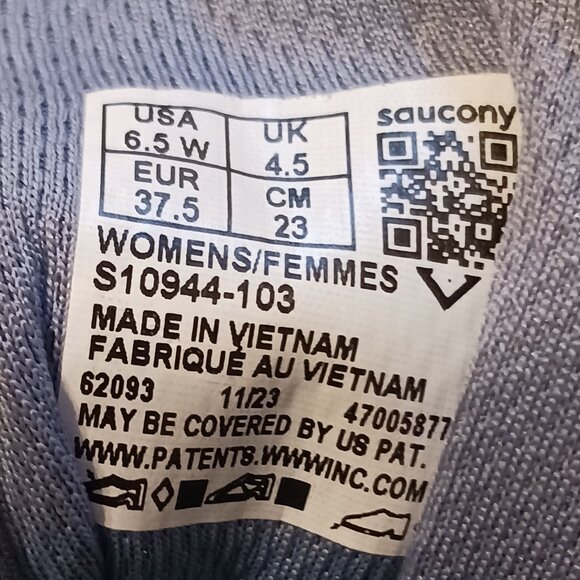 saucony
USA 6.5 W UK 4.5
EUR 37.5 CM 23
WOMENS/FEMMES
S10944-103
MADE IN VIETNAM
FABRIQUÉ AU VIETNAM
62093 11/23 47005877
MAY BE COVERED BY US PAT.
WWW.PATENTS.WWWINC.COM